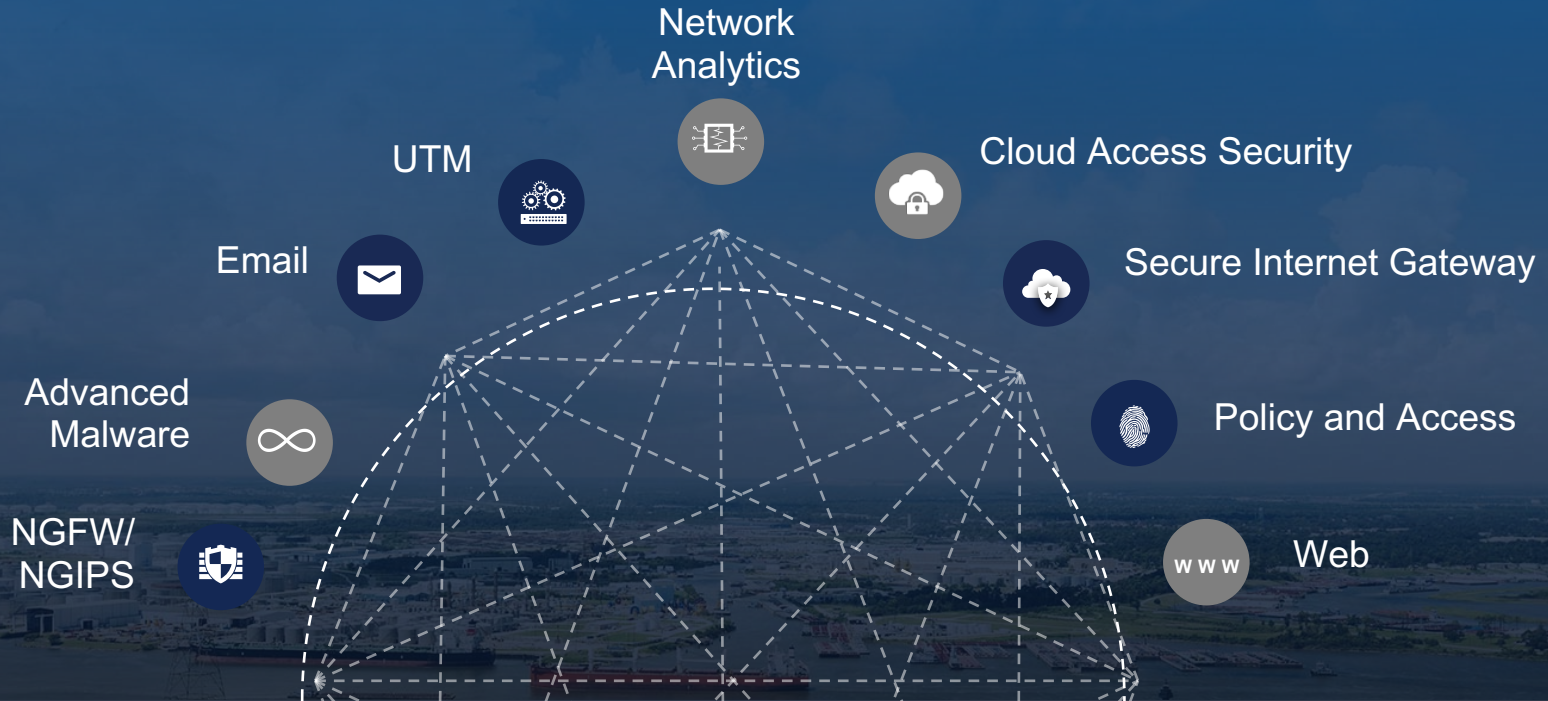 Network
Analytics
UTM
Cloud Access Security
Email
Secure Internet Gateway
Advanced
Malware
Policy and Access
NGFW/
NGIPS
www
Web